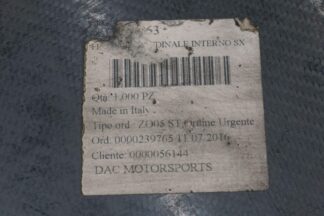 53
DINALE INTERNO SX
Qta 1,000 PZ
Made in Italy
Tipo ord : ZO05 ST Ordine Urgente
Ord. 0000239765 11.07.2016
Cliente: 0000056144
DAC MOTORSPORTS